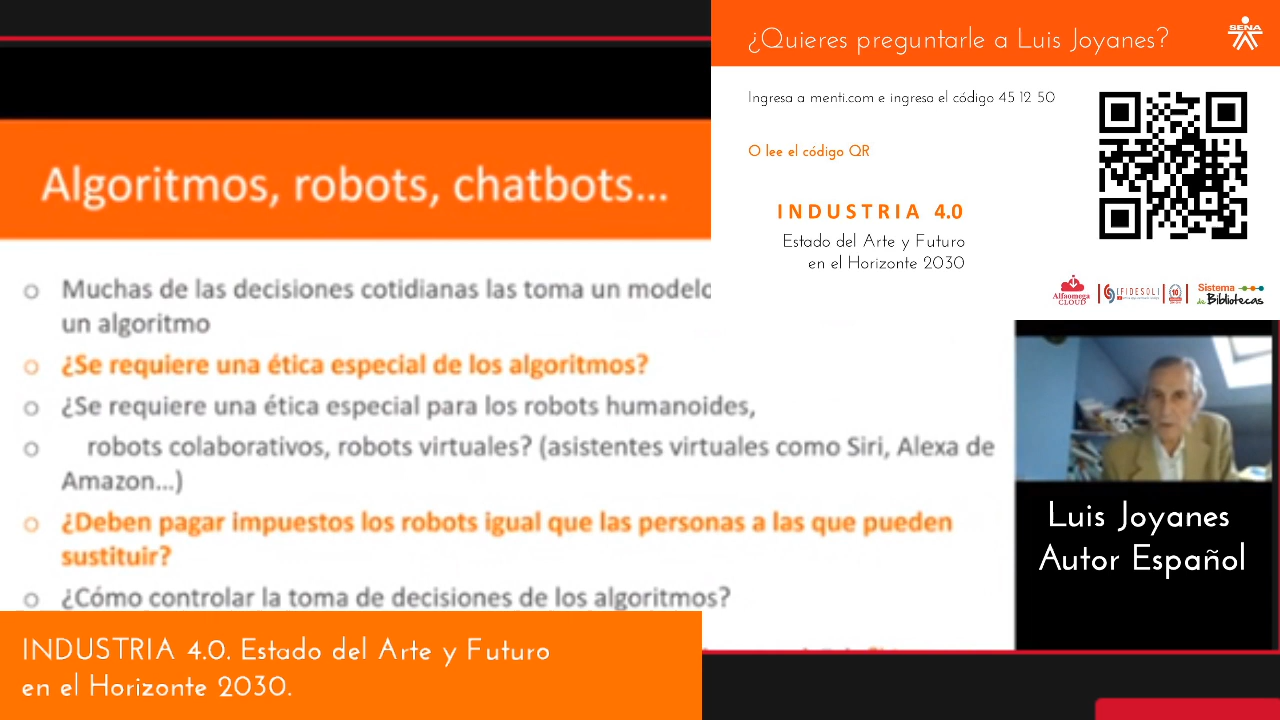 ¿Quieres preguntarle a Luis Joyanes?
SENA
Ingresa a menti.com e ingresa el código 45 12 50
O lee el código QR
INDUSTRIA 4.0
Estado del Arte y Futuro
en el Horizonte 2030
Alfaomega
CLOUD
FIDESOLI
10
Sistema
de Bibliotecas
Algoritmos, robots, chatbots…
Muchas de las decisiones cotidianas las toma un modelo
un algoritmo
¿Se requiere una ética especial de los algoritmos?
¿Se requiere una ética especial para los robots humanoides,
robots colaborativos, robots virtuales? (asistentes virtuales como Siri, Alexa de
Amazon…)
¿Deben pagar impuestos los robots igual que las personas a las que pueden
sustituir?
¿Cómo controlar la toma de decisiones de los algoritmos?
Luis Joyanes
Autor Español
INDUSTRIA 4.0. Estado del Arte y Futuro
en el Horizonte 2030.